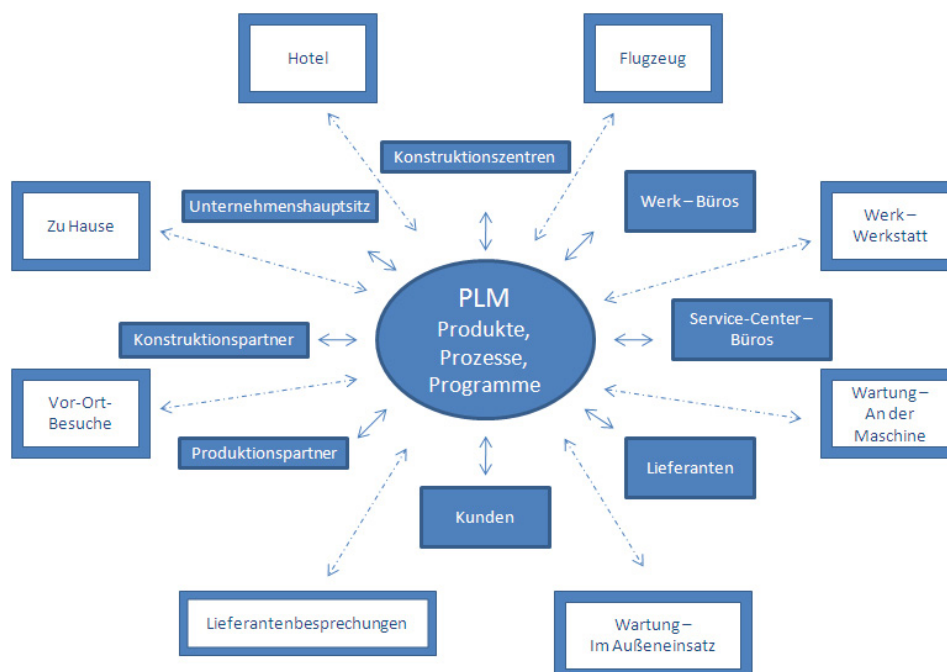 Hotel
Flugzeug
Konstruktionszentren
Unternehmenshauptsitz
Werk – Büros
Zu Hause
Werk –
Werkstatt
PLM
Produkte,
Prozesse,
Programme
Konstruktionspartner
Service-Center –
Büros
Vor-Ort-
Besuche
Wartung –
An der
Maschine
Produktionspartner
Lieferanten
Kunden
Lieferantenbesprechungen
Wartung –
Im Außeneinsatz